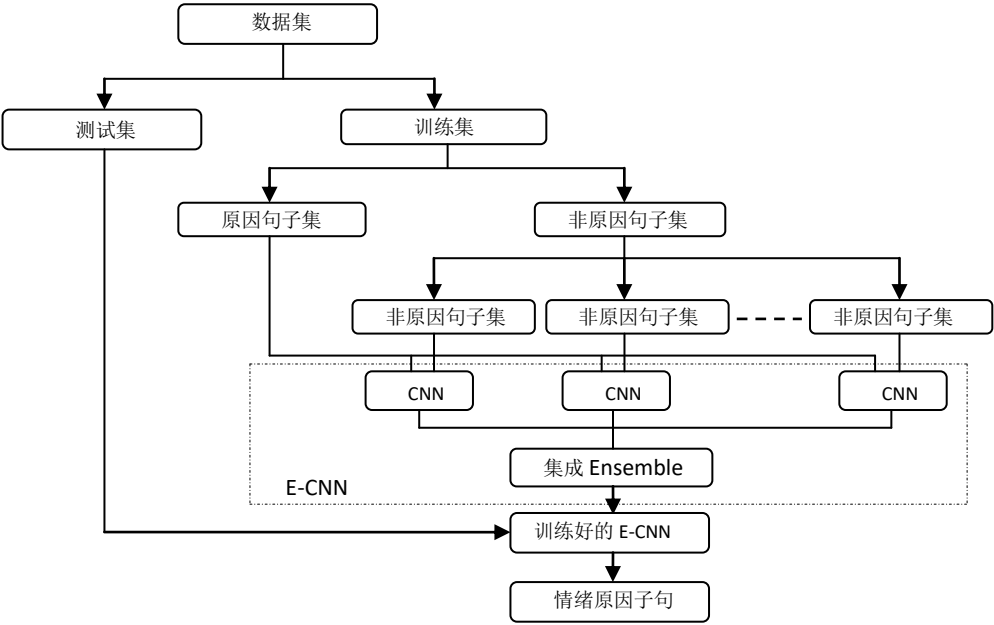 数据集
测试集
训练集
原因句子集
非原因句子集
非原因句子集
非原因句子集
非原因句子集
CNN
CNN
CNN
集成 Ensemble
E-CNN
训练好的 E-CNN
情绪原因子句